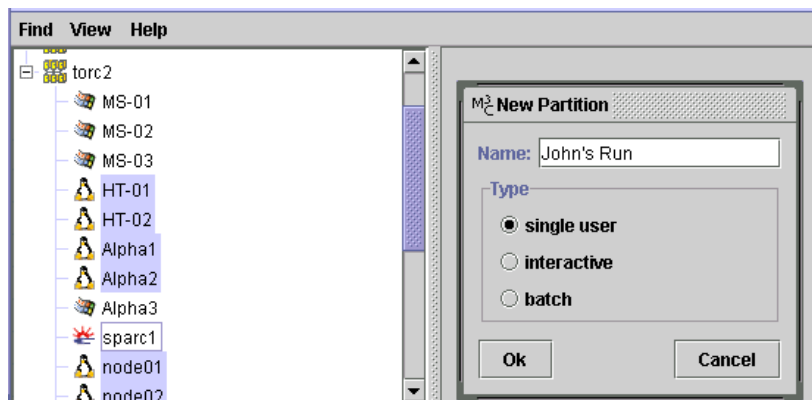 Find View Help
torc2
MS-01
MS-02
MS-03
HT-01
HT-02
Alpha1
Alpha2
Alpha3
sparc1
node01
node02
M3C New Partition
Name: John's Run
Type
single user
interactive
batch
Ok Cancel